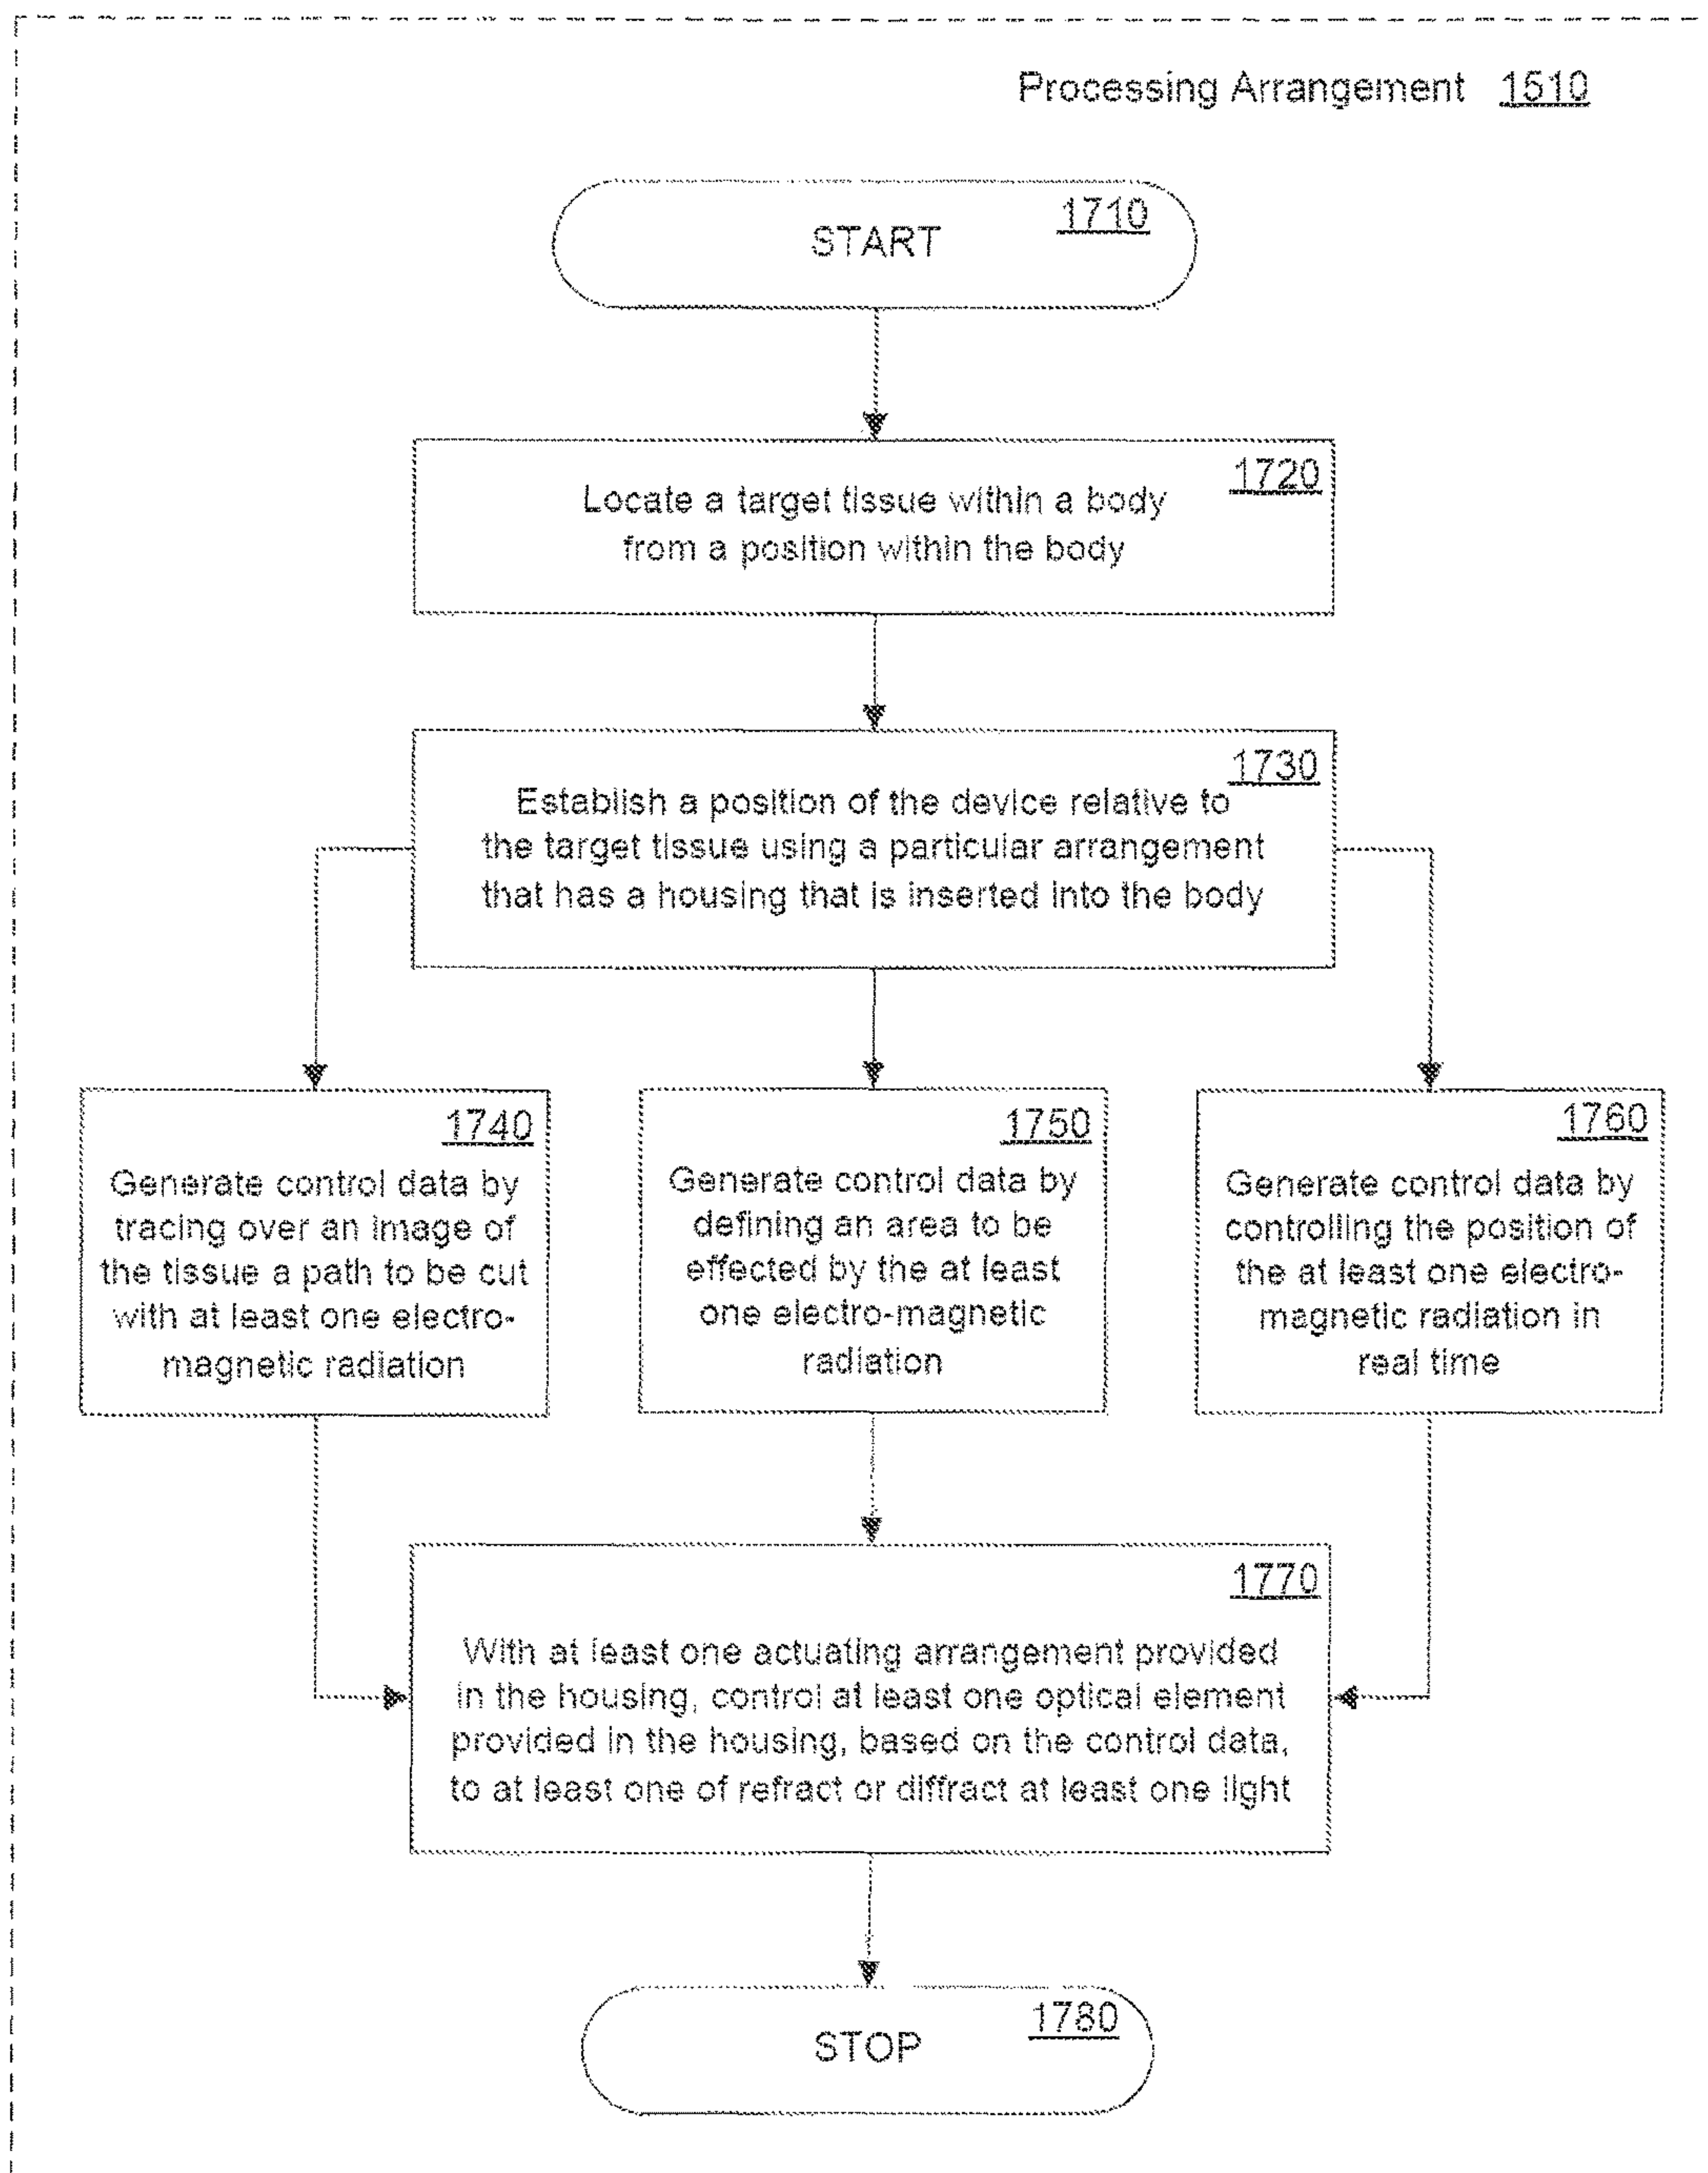 Processing Arrangement 1510
1710
START
1720
Locate a target tissue within a body
from a position within the body
1730
Establish a position of the device relative to
the target tissue using a particular arrangement
that has a housing that is inserted into the body
1740
Generate control data by
tracing over an image of
the tissue a path to be cut
with at least one electro-
magnetic radiation
1750
Generate control data by
defining an area to be
effected by the at least
one electro-magnetic
radiation
1760
Generate control data by
controlling the position of
the at least one electro-
magnetic radiation in
real time
1770
With at least one actuating arrangement provided
in the housing, control at least one optical element
provided in the housing, based on the control data,
to at least one of refract or diffract at least one light
1780
STOP